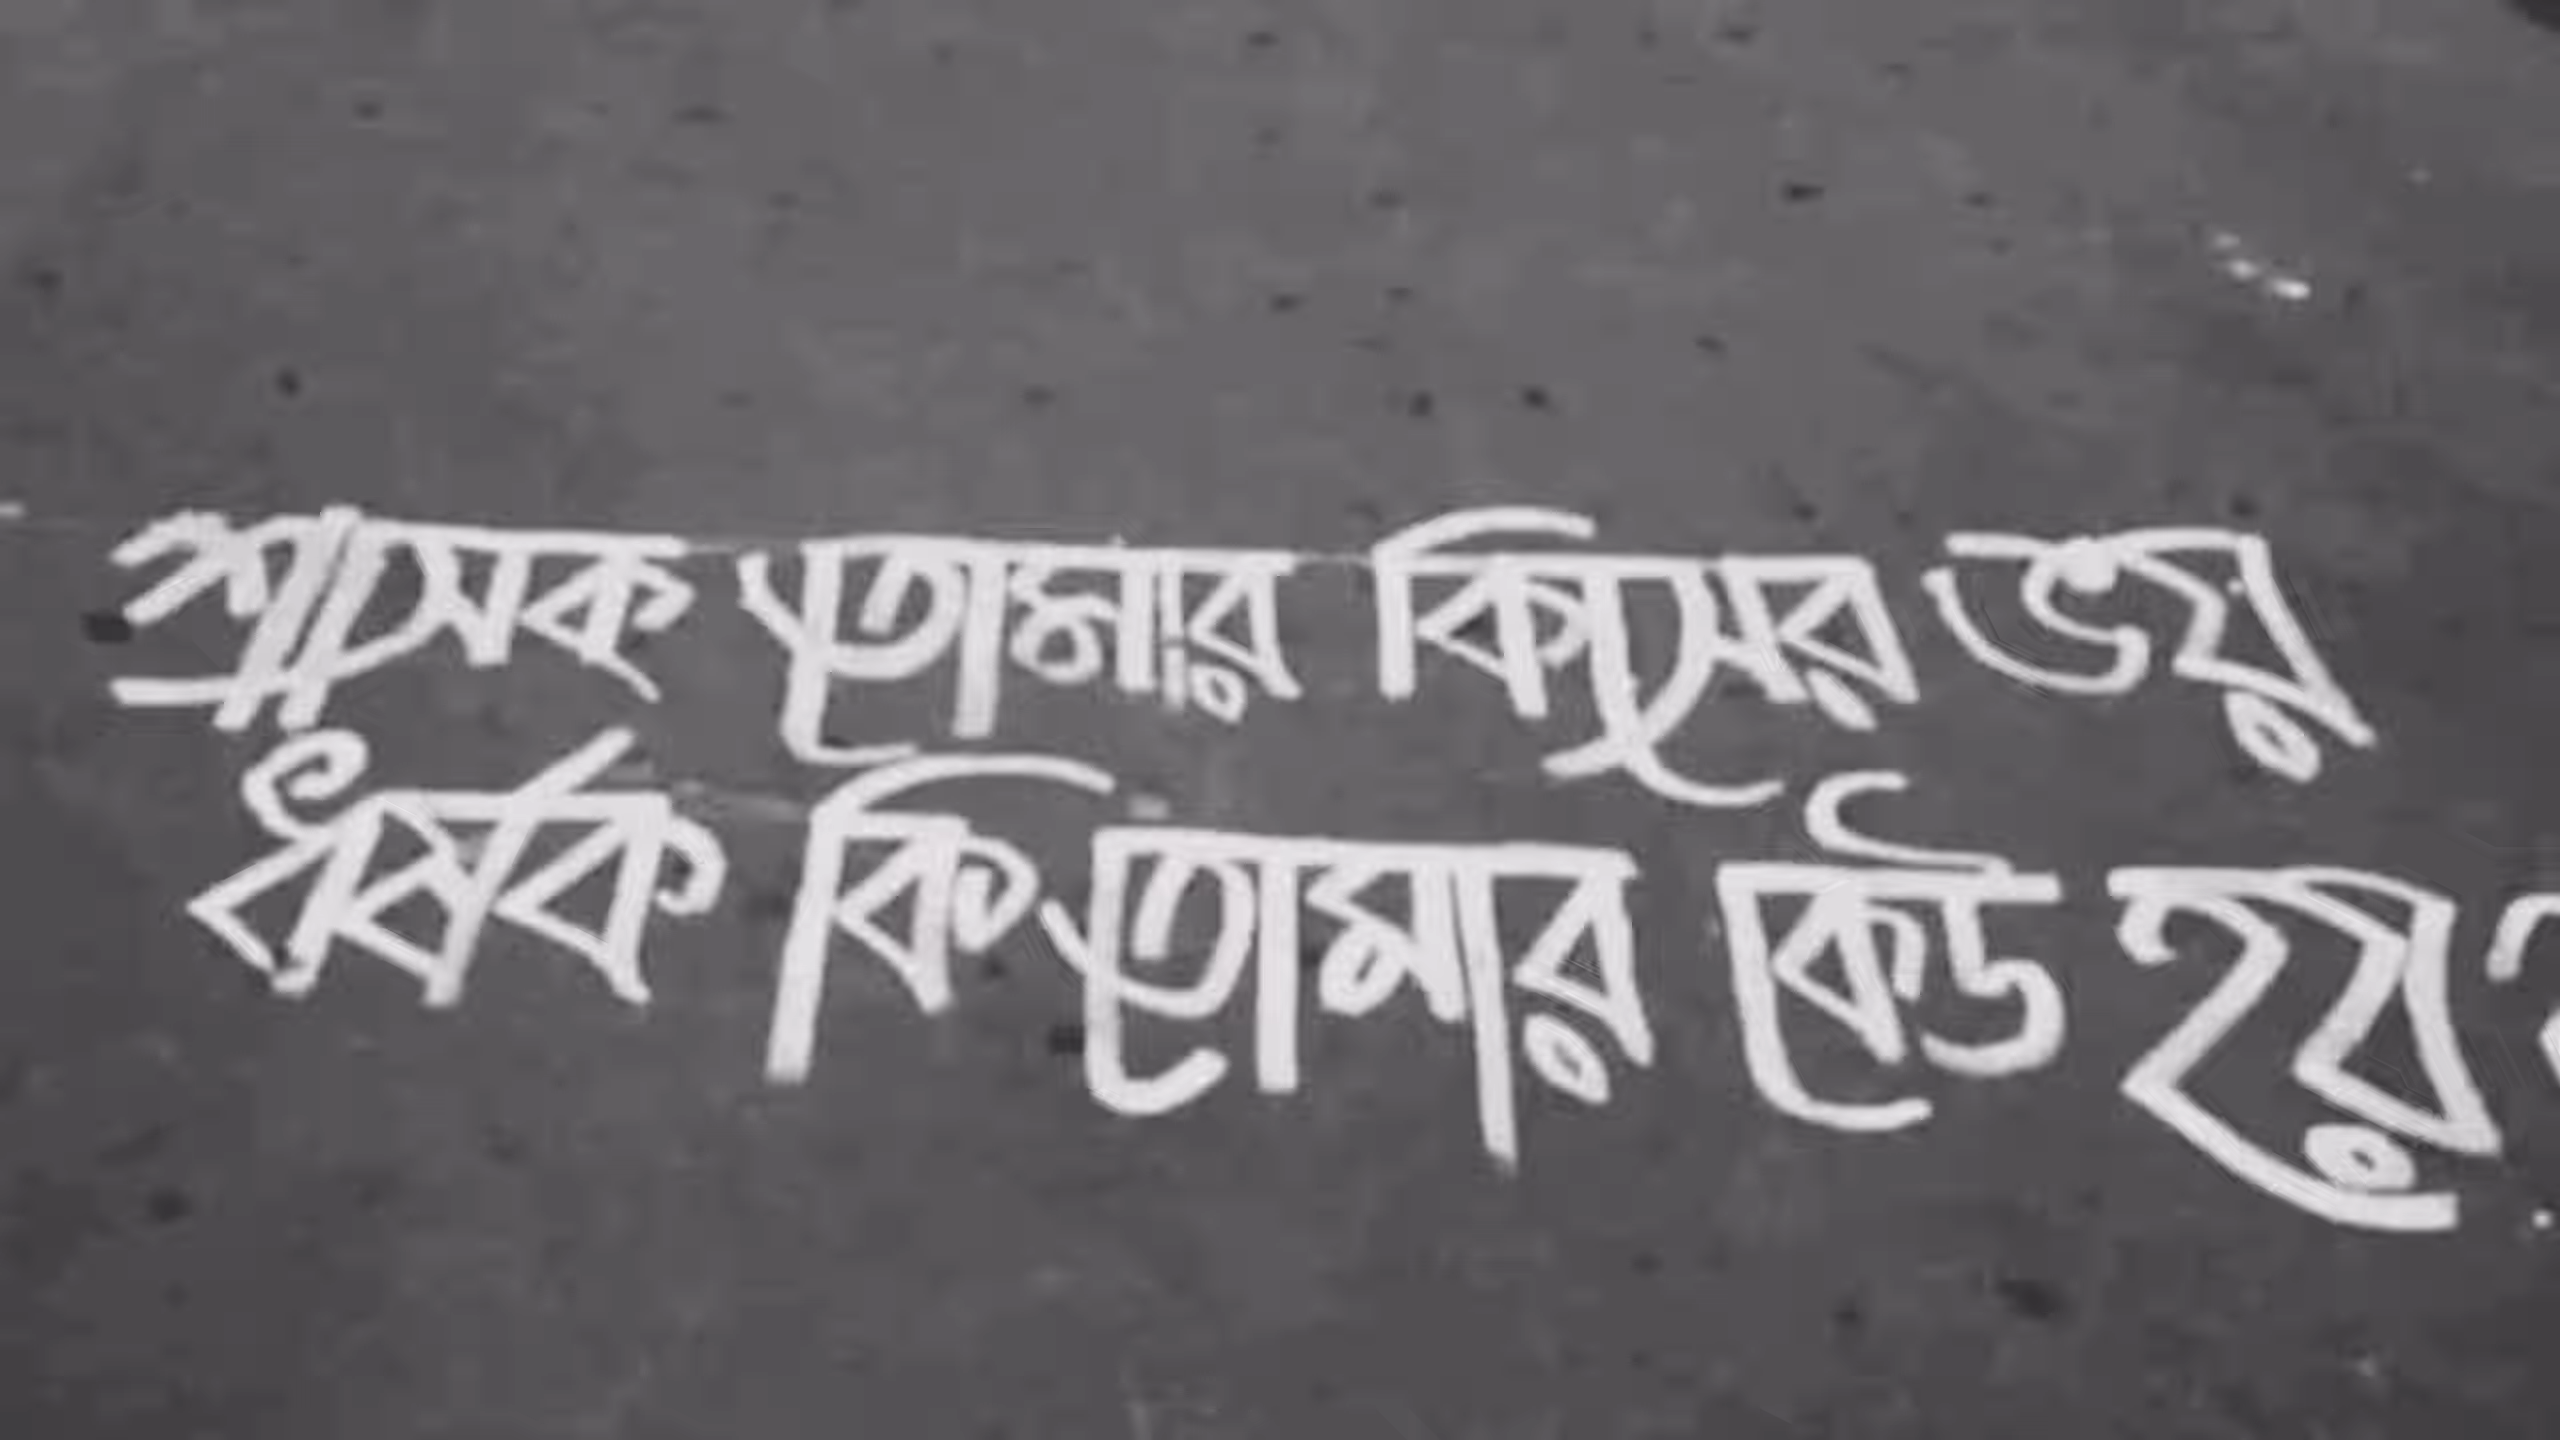 শাসক তোমার কিসের ভয়
ধর্ষক কি তোমার কেউ হয়?